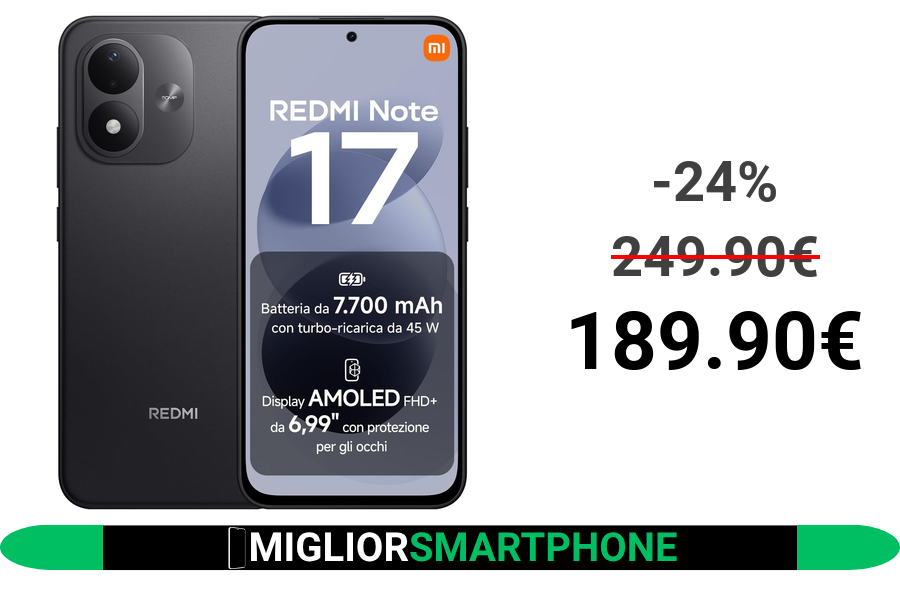 REDMI Note
17
Batteria da 7.700 mAh
con turbo-ricarica da 45 W
Display AMOLED FHD+
da 6,99" con protezione
per gli occhi
REDMI
-24%
249.90€
189.90€
MIGLIORSMARTPHONE